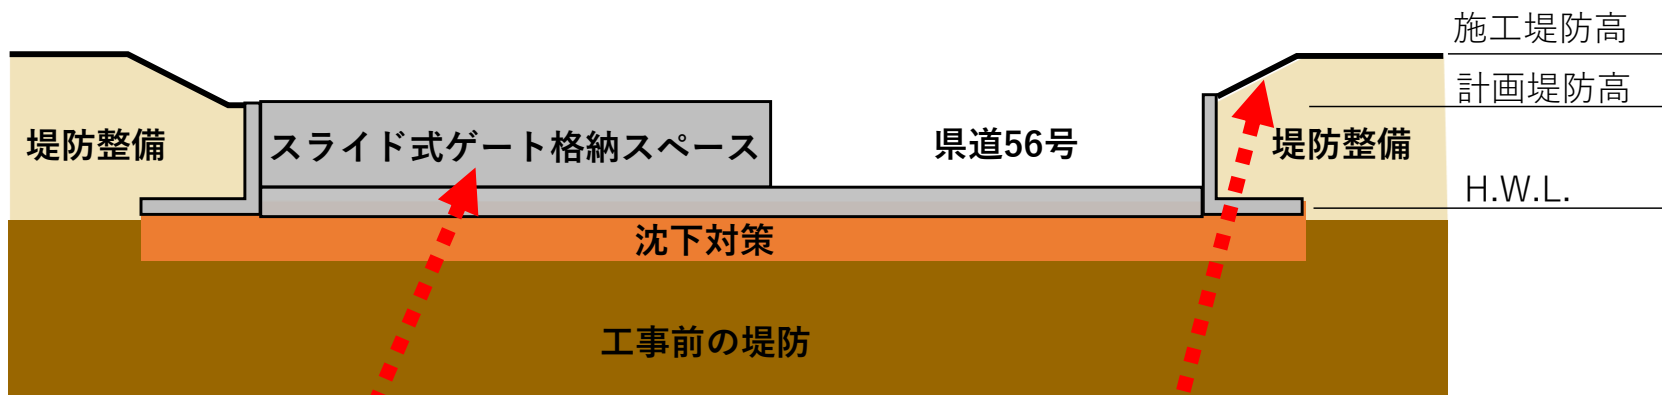 施工堤防高
計画堤防高
堤防整備
スライド式ゲート格納スペース
県道56号
堤防整備
H.W.L.
沈下対策
工事前の堤防